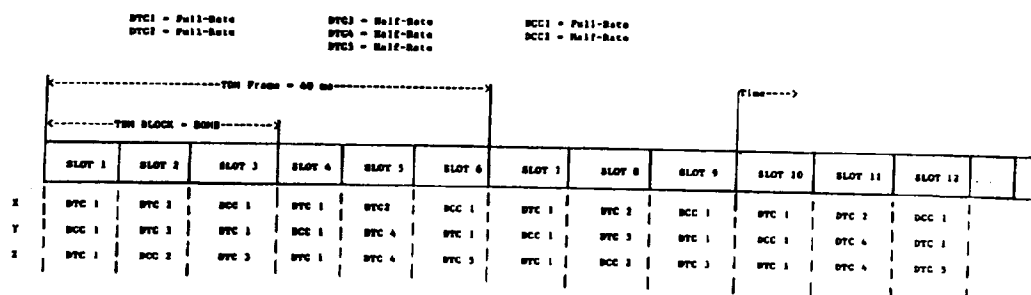 DTC1 = Full-Rate DTC3 = Half-Rate DCC1 = Full-Rate
DTC2 = Full-Rate DTC4 = Half-Rate DCC2 = Half-Rate
DTC5 = Half-Rate
<------TDM Frame = 40 ms------>
Time---->
<------TDM BLOCK = 20MS------>
SLOT 1 SLOT 2 SLOT 3 SLOT 4 SLOT 5 SLOT 6 SLOT 7 SLOT 8 SLOT 9 SLOT 10 SLOT 11 SLOT 12
X DTC 1 DTC 2 DCC 1 DTC 1 DTC2 DCC 1 DTC 1 DTC 2 DCC 1 DTC 1 DTC 2 DCC 1
Y DCC 1 DTC 3 DTC 1 DCC 1 DTC 4 DTC 1 DCC 1 DTC 3 DTC 1 DCC 1 DTC 4 DTC 1
Z DTC 1 DCC 2 DTC 3 DTC 1 DTC 4 DTC 5 DTC 1 DCC 2 DTC 3 DTC 1 DTC 4 DTC 5